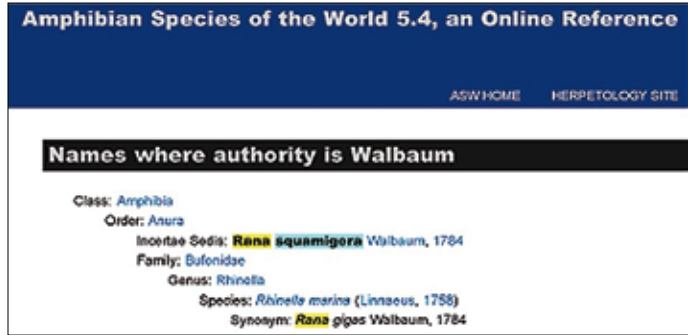 Amphibian Species of the World 5.4, an Online Reference
ASW HOME HERPETOLOGY SITE
Names where authority is Walbaum
Class: Amphibia
Order: Anura
Incertae Sedis: Rana squamigera Walbaum, 1784
Family: Bufonidae
Genus: Rhinella
Species: Rhinella marina (Linnaeus, 1758)
Synonym: Rana gigas Walbaum, 1784